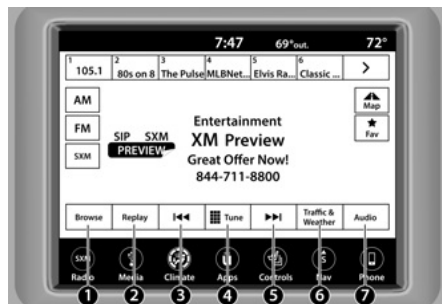 7:47 69°out. 72°
1 105.1 2 80s on 8 3 The Pulse 4 MLBNet... 5 Elvis Ra... 6 Classic ... >
AM
FM
SXM
Map
Fav
SIP SXM
PREVIEW
Entertainment
XM Preview
Great Offer Now!
844-711-8800
Browse Replay Tune Traffic & Weather Audio
SXM
Radio Media Climate Apps Controls Nav Phone
1 2 3 4 5 6 7